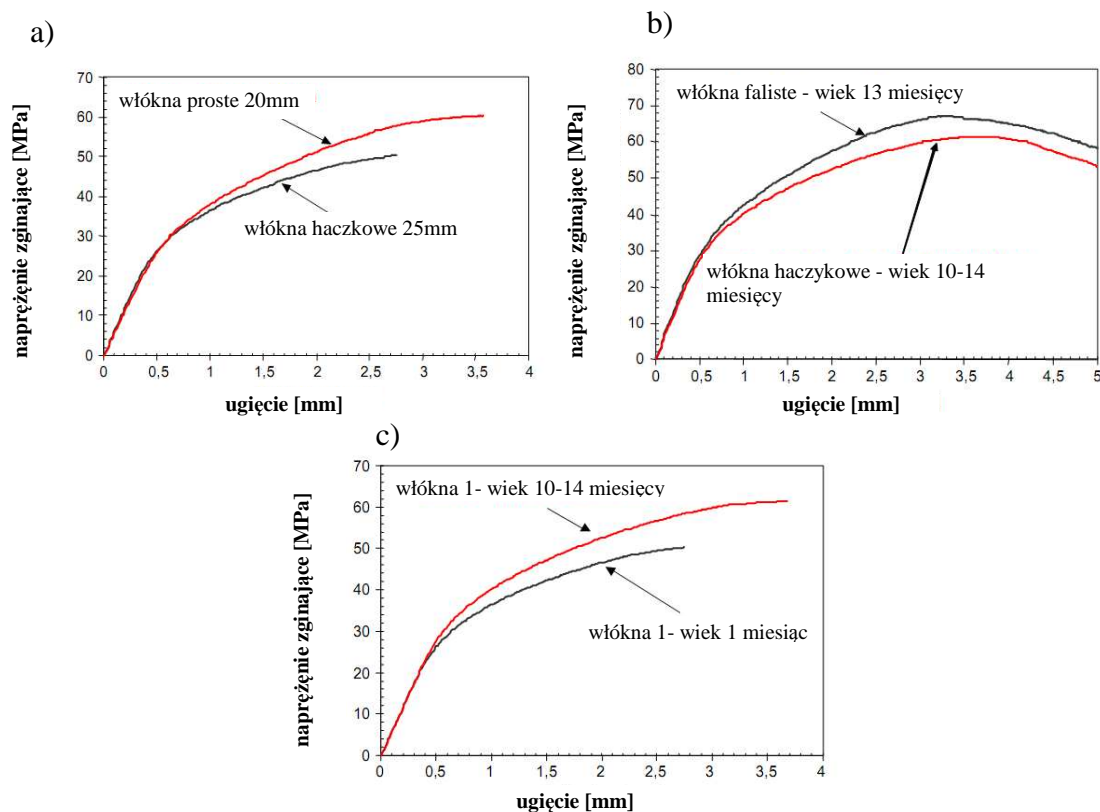 a)
70
60
50
40
30
20
10
0
naprężęnie zginające [MPa]
włókna proste 20mm
włókna haczkowe 25mm
0 0,5 1 1,5 2 2,5 3 3,5 4
ugięcie [mm]
b)
80
70
60
50
40
30
20
10
0
naprężęnie zginające [MPa]
włókna faliste - wiek 13 miesięcy
włókna haczykowe - wiek 10-14
miesięcy
0 0,5 1 1,5 2 2,5 3 3,5 4 4,5 5
ugięcie [mm]
c)
70
60
50
40
30
20
10
0
naprężęnie zginające [MPa]
włókna 1- wiek 10-14 miesięcy
włókna 1- wiek 1 miesiąc
0 0,5 1 1,5 2 2,5 3 3,5 4
ugięcie [mm]